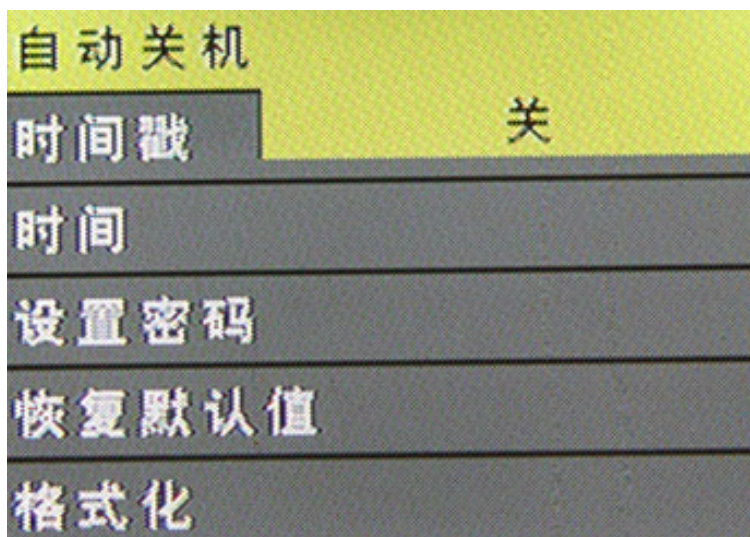 自动关机
关
时间戳
时间
设置密码
恢复默认值
格式化